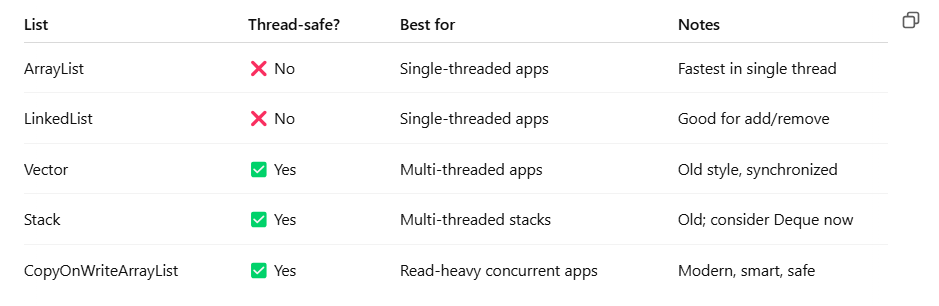 List Thread-safe? Best for Notes
ArrayList ❌ No Single-threaded apps Fastest in single thread
LinkedList ❌ No Single-threaded apps Good for add/remove
Vector ✅ Yes Multi-threaded apps Old style, synchronized
Stack ✅ Yes Multi-threaded stacks Old; consider Deque now
CopyOnWriteArrayList ✅ Yes Read-heavy concurrent apps Modern, smart, safe